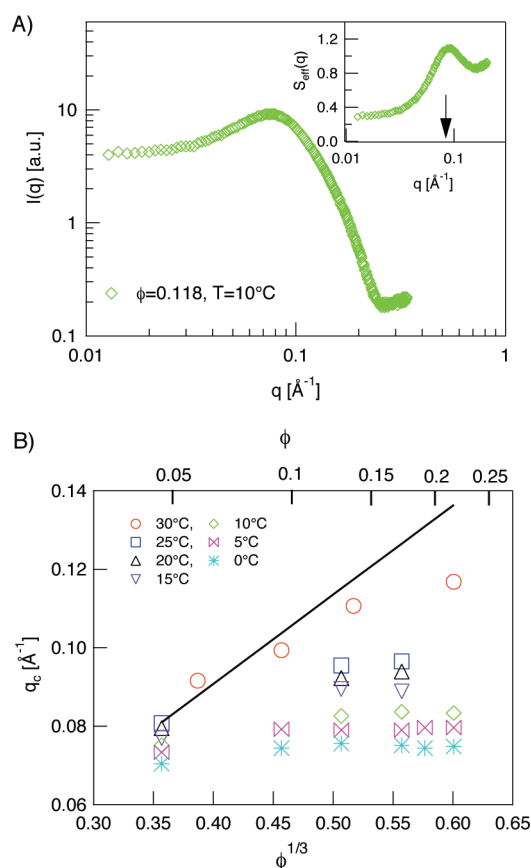 A)
I(q) [a.u.]
10
1
0.1
0.01
0.1
1
q [Å⁻¹]
ϕ=0.118, T=10°C
S_eff(q)
1.2
0.8
0.4
0.0
0.01
0.1
q [Å⁻¹]
B)
ϕ
0.05
0.1
0.15
0.2
0.25
q_c [Å⁻¹]
0.14
0.12
0.10
0.08
0.06
30°C, 10°C
25°C, 5°C
20°C, 0°C
15°C
0.30
0.35
0.40
0.45
0.50
0.55
0.60
0.65
ϕ^1/3